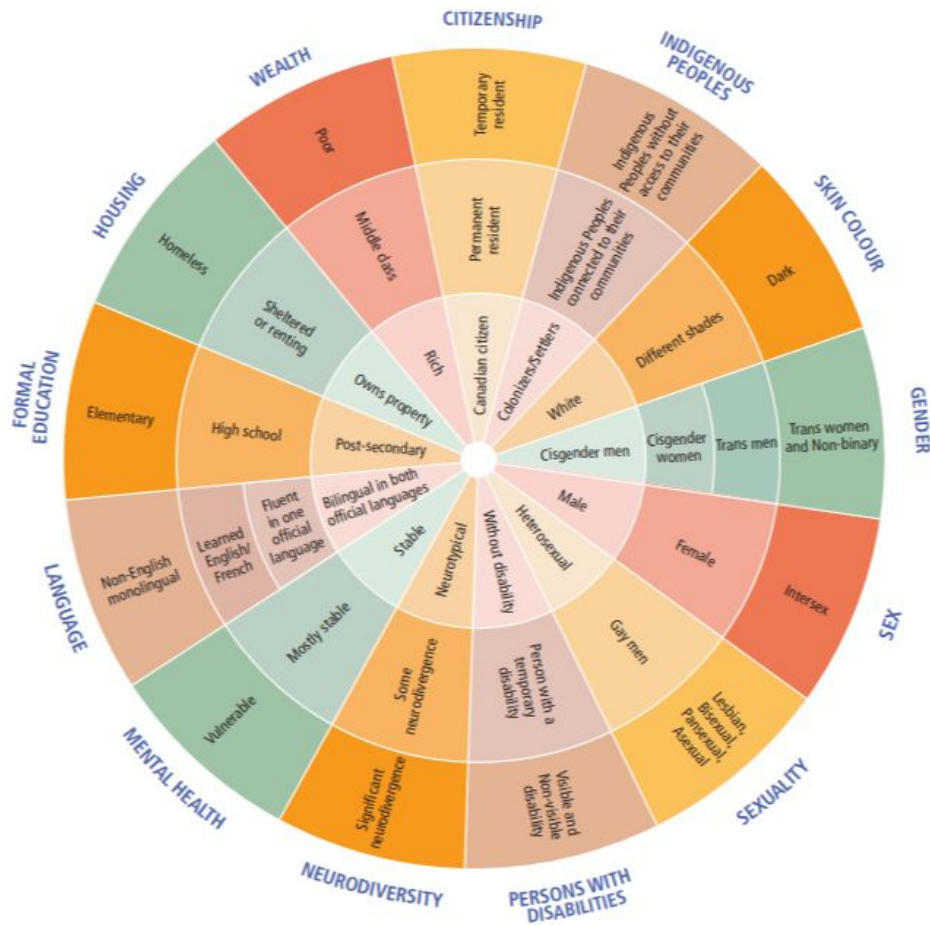 CITIZENSHIP
Temporary
resident
Permanent
resident
Canadian citizen
INDIGENOUS
PEOPLES
Indigenous
Peoples without
access to their
communities
Indigenous Peoples
connected to their
communities
Colonizers/Settlers
SKIN COLOUR
Dark
Different shades
White
GENDER
Trans women
and Non-binary
Trans men
Cisgender
women
Cisgender men
SEX
Intersex
Female
Male
SEXUALITY
Lesbian,
Bisexual,
Pansexual,
Asexual
Gay men
Heterosexual
PERSONS WITH
DISABILITIES
Visible and
Non-visible
disability
Person with a
temporary
disability
Without disability
NEURODIVERSITY
Significant
neurodivergence
Some
neurodivergence
Neurotypical
MENTAL HEALTH
Vulnerable
Mostly stable
Stable
LANGUAGE
Non-English
monolingual
Learned
English/
French
Fluent
in one
official
language
Bilingual in both
official languages
FORMAL
EDUCATION
Elementary
High school
Post-secondary
HOUSING
Homeless
Sheltered
or renting
Owns property
WEALTH
Poor
Middle class
Rich